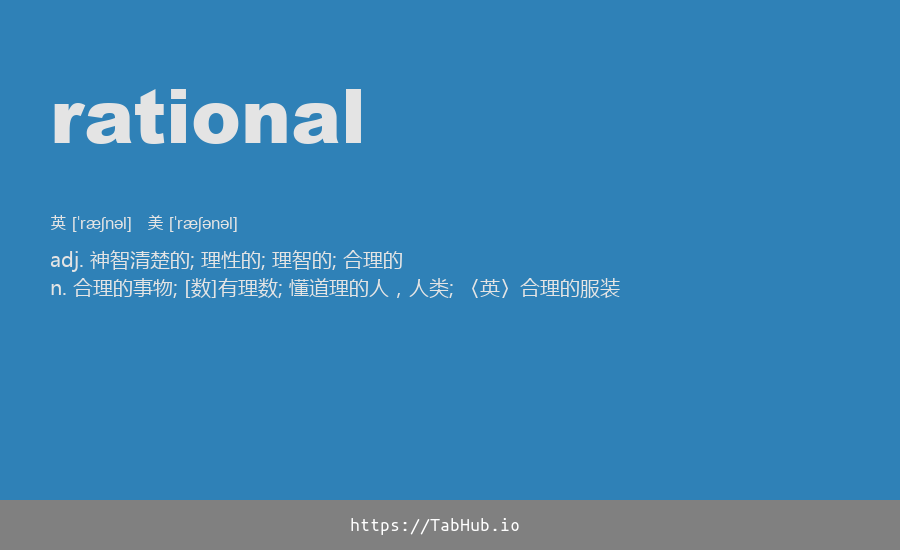 rational
英 [ˈræʃnəl] 美 [ˈræʃənəl]
adj. 神智清楚的; 理性的; 理智的; 合理的
n. 合理的事物; [数]有理数; 懂道理的人，人类; 〈英〉合理的服装
https://TabHub.io